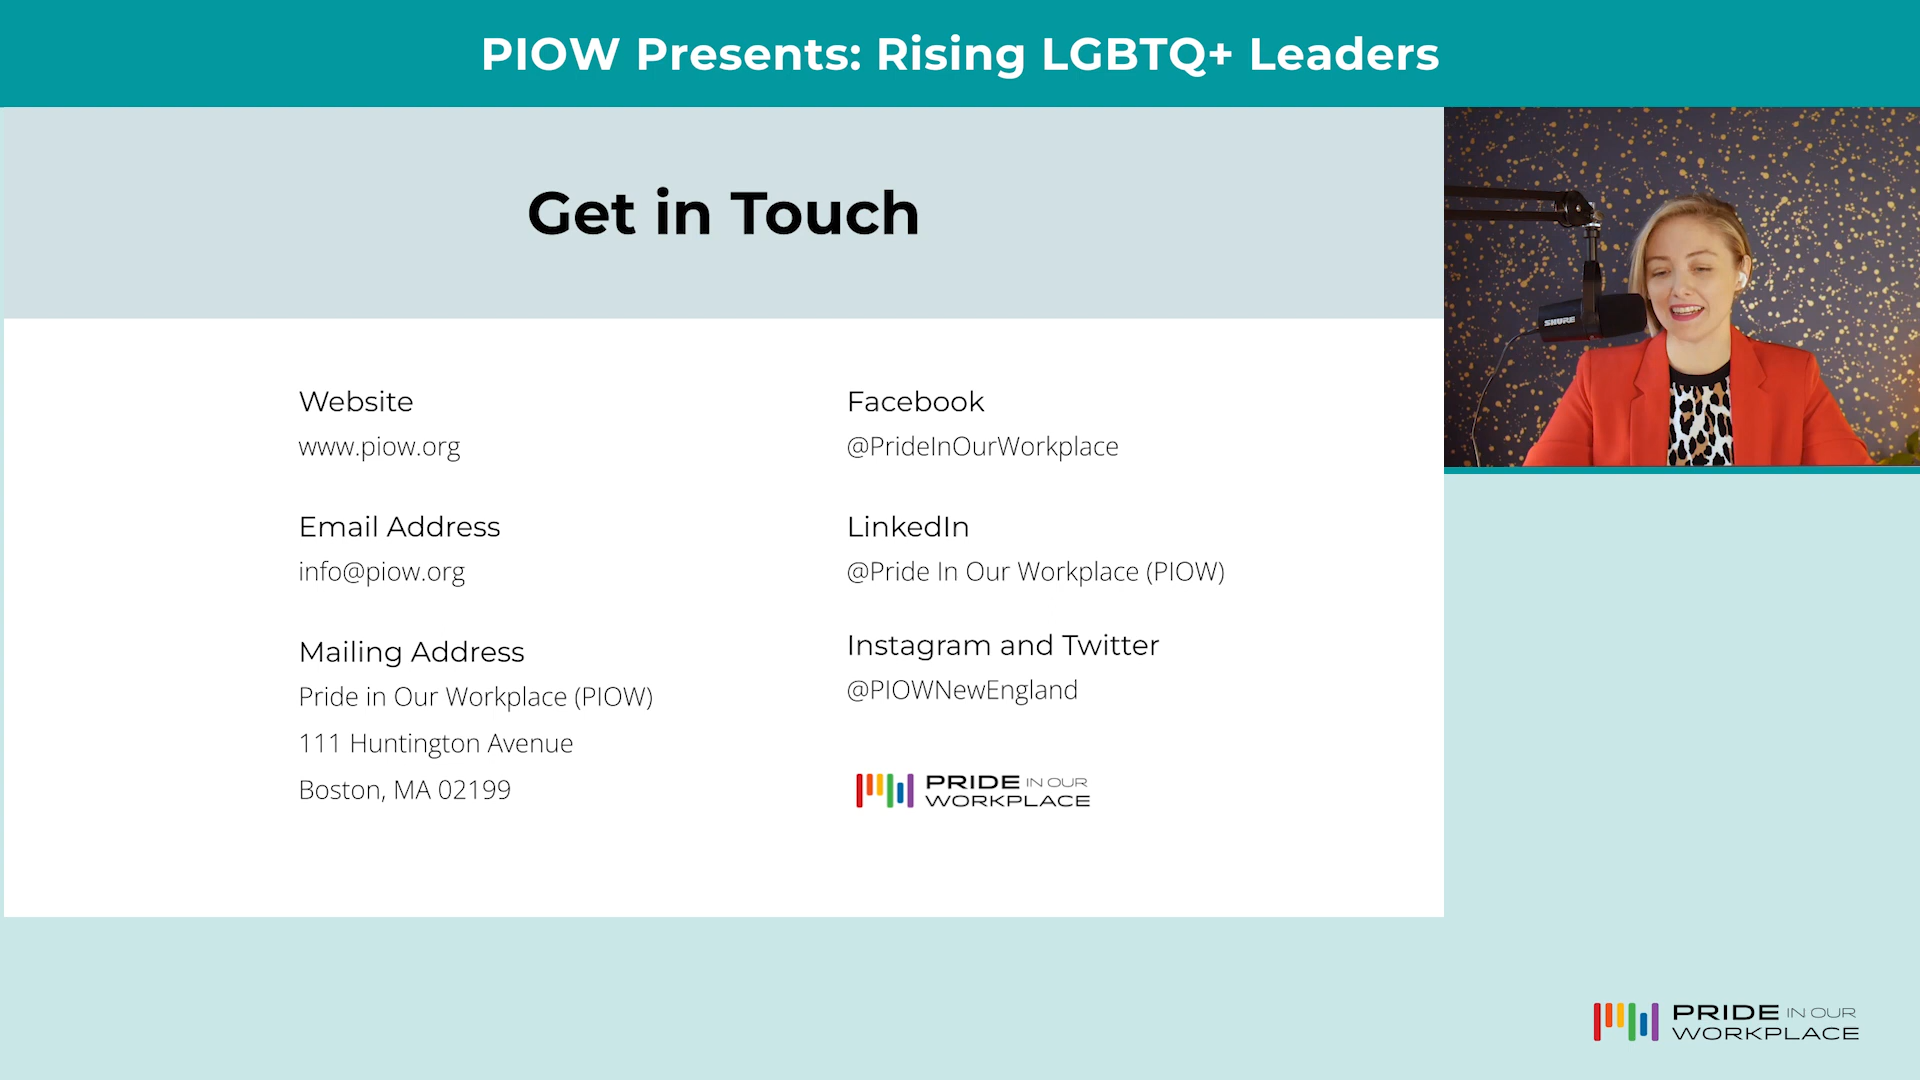 PIOW Presents: Rising LGBTQ+ Leaders
Get in Touch
Website
www.piow.org
Email Address
info@piow.org
Mailing Address
Pride in Our Workplace (PIOW)
111 Huntington Avenue
Boston, MA 02199
Facebook
@PrideInOurWorkplace
LinkedIn
@Pride In Our Workplace (PIOW)
Instagram and Twitter
@PIOWNewEngland
PRIDE IN OUR
WORKPLACE
SHURE
PRIDE IN OUR
WORKPLACE